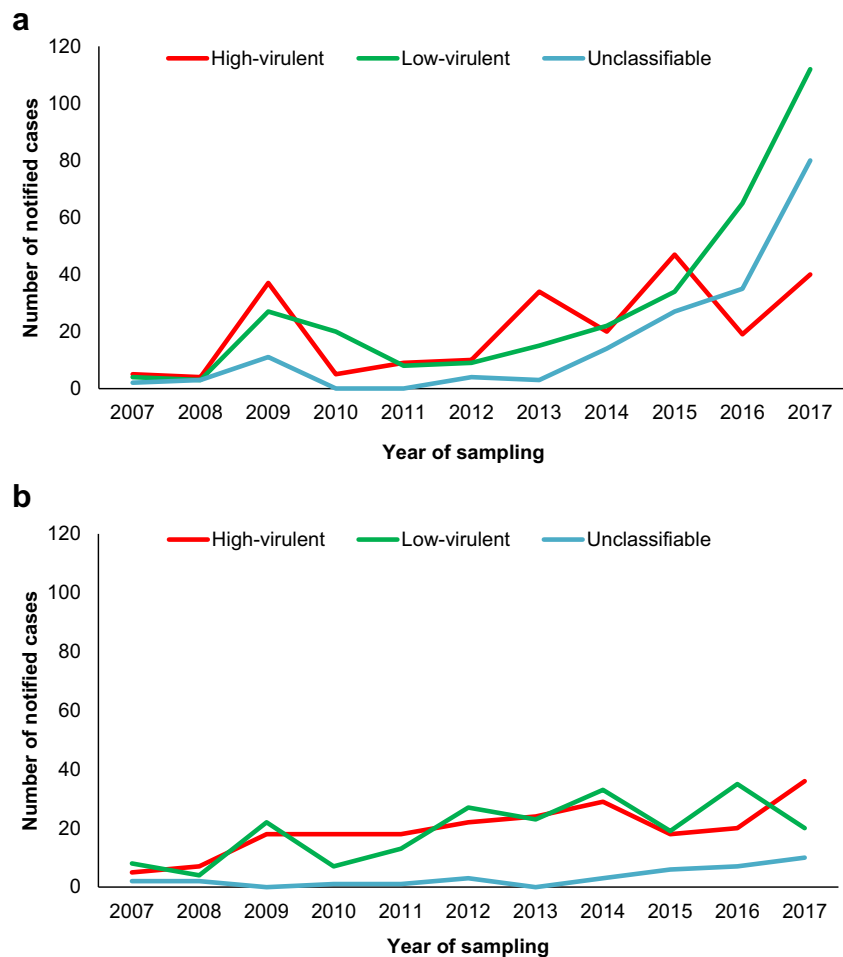 a
High-virulent Low-virulent Unclassifiable
120
100
80
60
40
20
0
Number of notified cases
2007 2008 2009 2010 2011 2012 2013 2014 2015 2016 2017
Year of sampling
b
High-virulent Low-virulent Unclassifiable
120
100
80
60
40
20
0
Number of notified cases
2007 2008 2009 2010 2011 2012 2013 2014 2015 2016 2017
Year of sampling